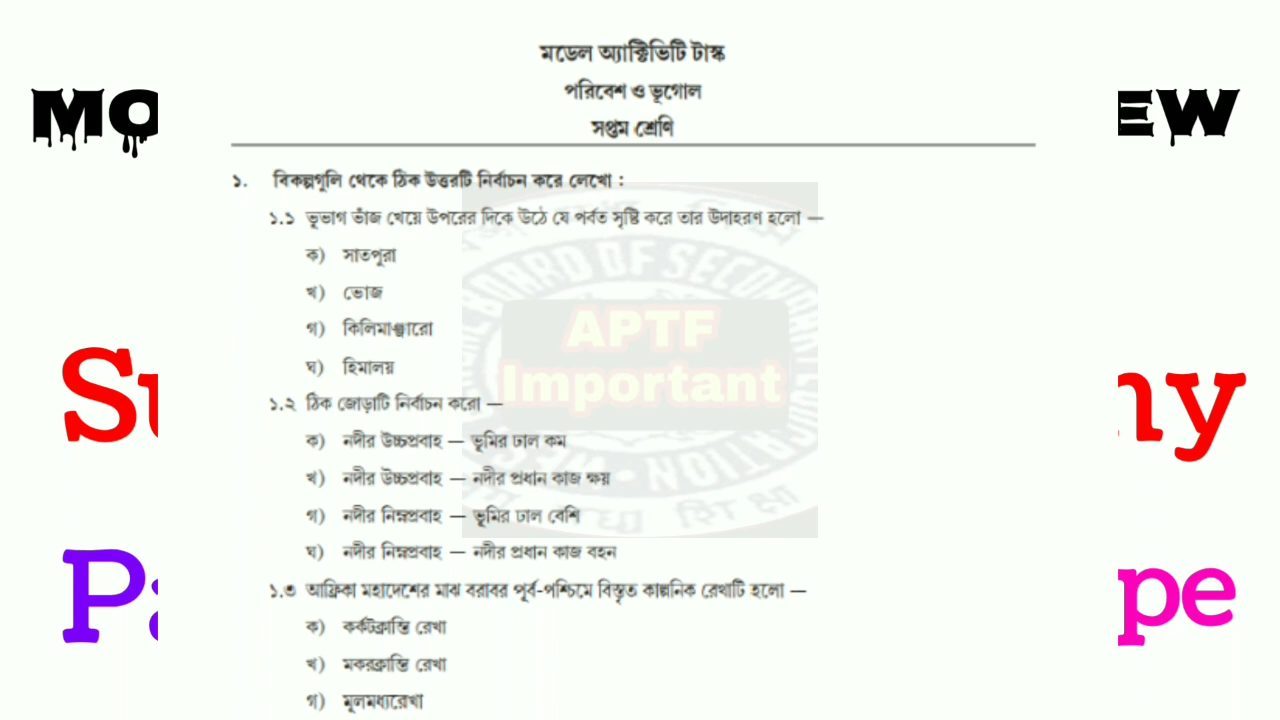 মডেল অ্যাক্টিভিটি টাস্ক
পরিবেশ ও ভূগোল
সপ্তম শ্রেণি
MO
EW
১. বিকল্পগুলি থেকে ঠিক উত্তরটি নির্বাচন করে লেখো :
১.১ ভূভাগ ভাঁজ খেয়ে উপরের দিকে উঠে যে পর্বত সৃষ্টি করে তার উদাহরণ হলো —
ক) সাতপুরা
খ) ভোজ
গ) কিলিমাঞ্জারো
ঘ) হিমালয়
APTF
Important
১.২ ঠিক জোড়াটি নির্বাচন করো —
ক) নদীর উচ্চপ্রবাহ — ভূমির ঢাল কম
খ) নদীর উচ্চপ্রবাহ — নদীর প্রধান কাজ ক্ষয়
গ) নদীর নিম্নপ্রবাহ — ভূমির ঢাল বেশি
ঘ) নদীর নিম্নপ্রবাহ — নদীর প্রধান কাজ বহন
১.৩ আফ্রিকা মহাদেশের মাঝ বরাবর পূর্ব-পশ্চিমে বিস্তৃত কাল্পনিক রেখাটি হলো —
ক) কর্কটক্রান্তি রেখা
খ) মকরক্রান্তি রেখা
গ) মূলমধ্যরেখা
ny
pe